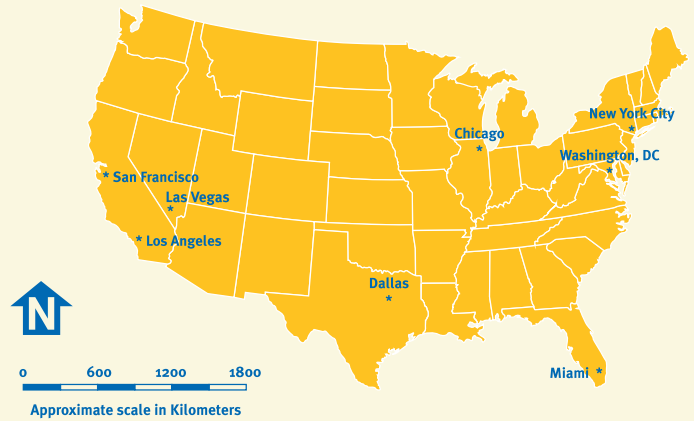 New York City
Chicago
Washington, DC
San Francisco
Las Vegas
Los Angeles
Dallas
N
Miami
0 600 1200 1800
Approximate scale in Kilometers